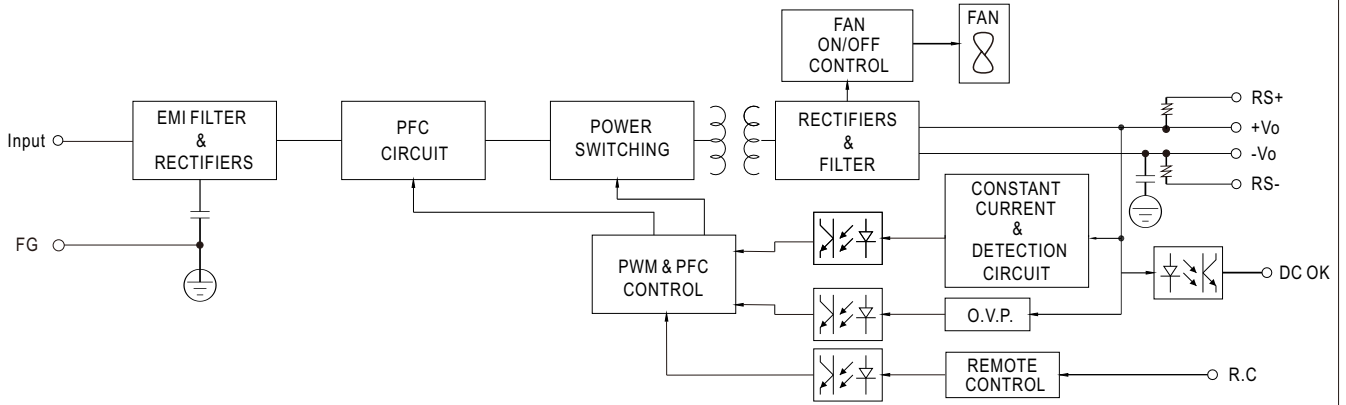 FAN
ON/OFF
CONTROL
FAN
Input
EMI FILTER
&
RECTIFIERS
PFC
CIRCUIT
POWER
SWITCHING
RECTIFIERS
&
FILTER
RS+
+Vo
-Vo
RS-
FG
PWM & PFC
CONTROL
CONSTANT
CURRENT
&
DETECTION
CIRCUIT
DC OK
O.V.P.
REMOTE
CONTROL
R.C